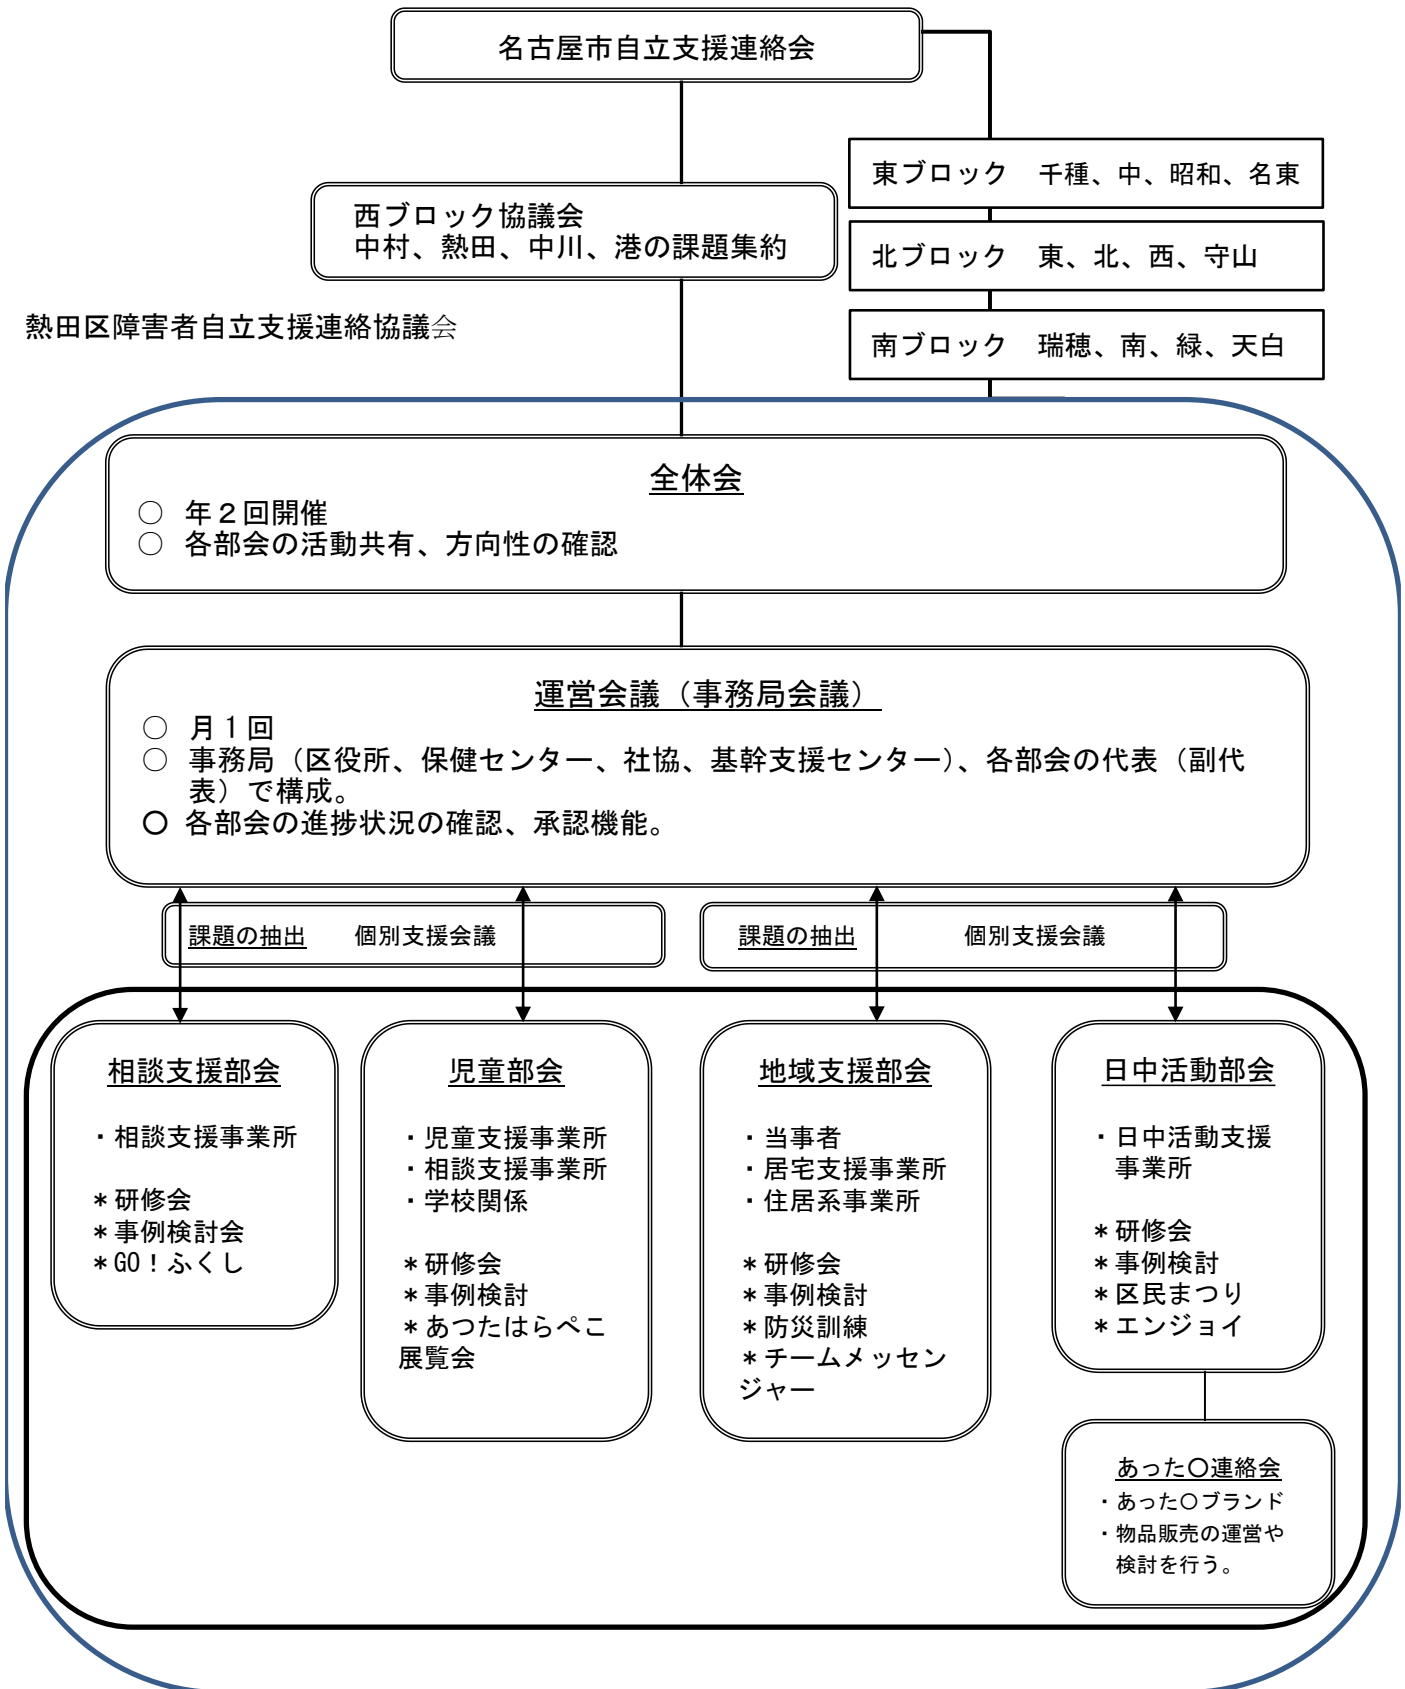 名古屋市自立支援連絡会
東ブロック　千種、中、昭和、名東
西ブロック協議会
中村、熱田、中川、港の課題集約
北ブロック　東、北、西、守山
熱田区障害者自立支援連絡協議会
南ブロック　瑞穂、南、緑、天白
全体会
○　年２回開催
○　各部会の活動共有、方向性の確認
運営会議（事務局会議）
○　月１回
○　事務局（区役所、保健センター、社協、基幹支援センター）、各部会の代表（副代
表）で構成。
〇　各部会の進捗状況の確認、承認機能。
課題の抽出　　個別支援会議
課題の抽出　　　　個別支援会議
相談支援部会
・相談支援事業所
＊研修会
＊事例検討会
＊GO！ふくし
児童部会
・児童支援事業所
・相談支援事業所
・学校関係
＊研修会
＊事例検討
＊あつたはらぺこ
展覧会
地域支援部会
・当事者
・居宅支援事業所
・住居系事業所
＊研修会
＊事例検討
＊防災訓練
＊チームメッセン
ジャー
日中活動部会
・日中活動支援
事業所
＊研修会
＊事例検討
＊区民まつり
＊エンジョイ
あった〇連絡会
・あった〇ブランド
・物品販売の運営や
検討を行う。